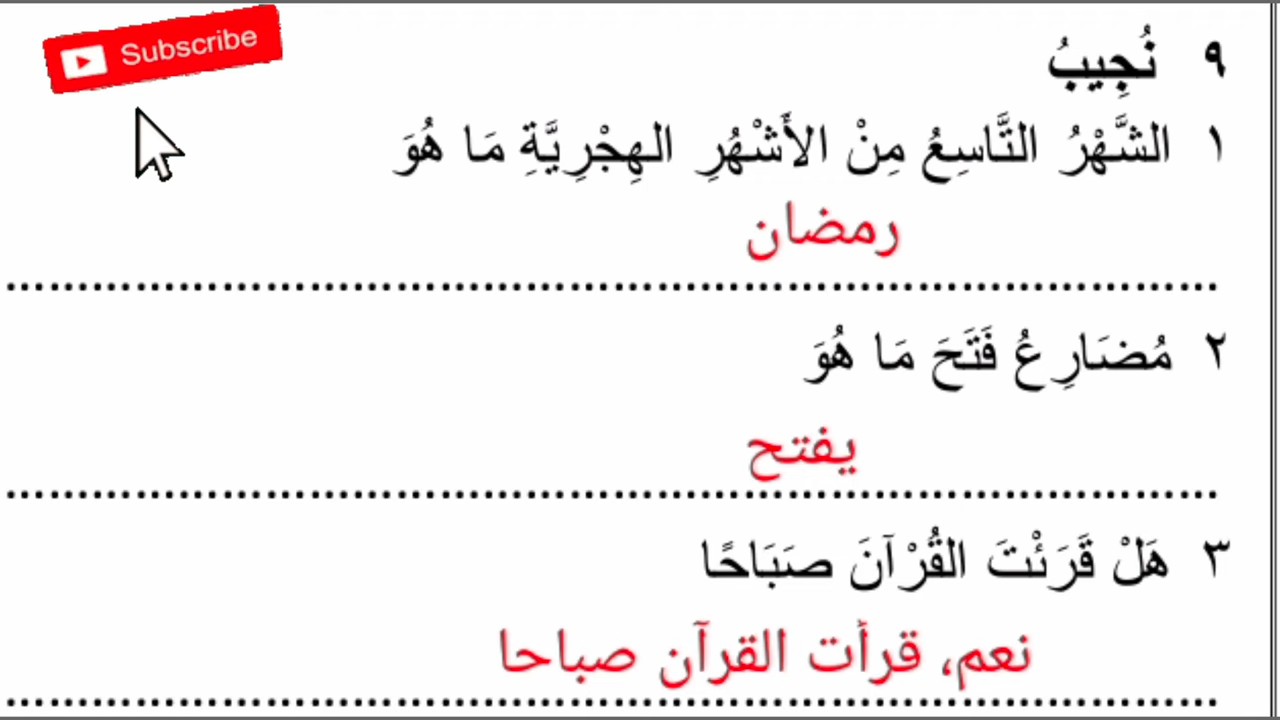 Subscribe
٩ نُجِيبُ
١ الشَّهْرُ التَّاسِعُ مِنْ الأَشْهُرِ الهِجْرِيَّةِ مَا هُوَ
رمضان
٢ مُضَارِعُ فَتَحَ مَا هُوَ
يفتح
٣ هَلْ قَرَئْتَ القُرْآنَ صَبَاحًا
نعم، قرأت القرآن صباحا